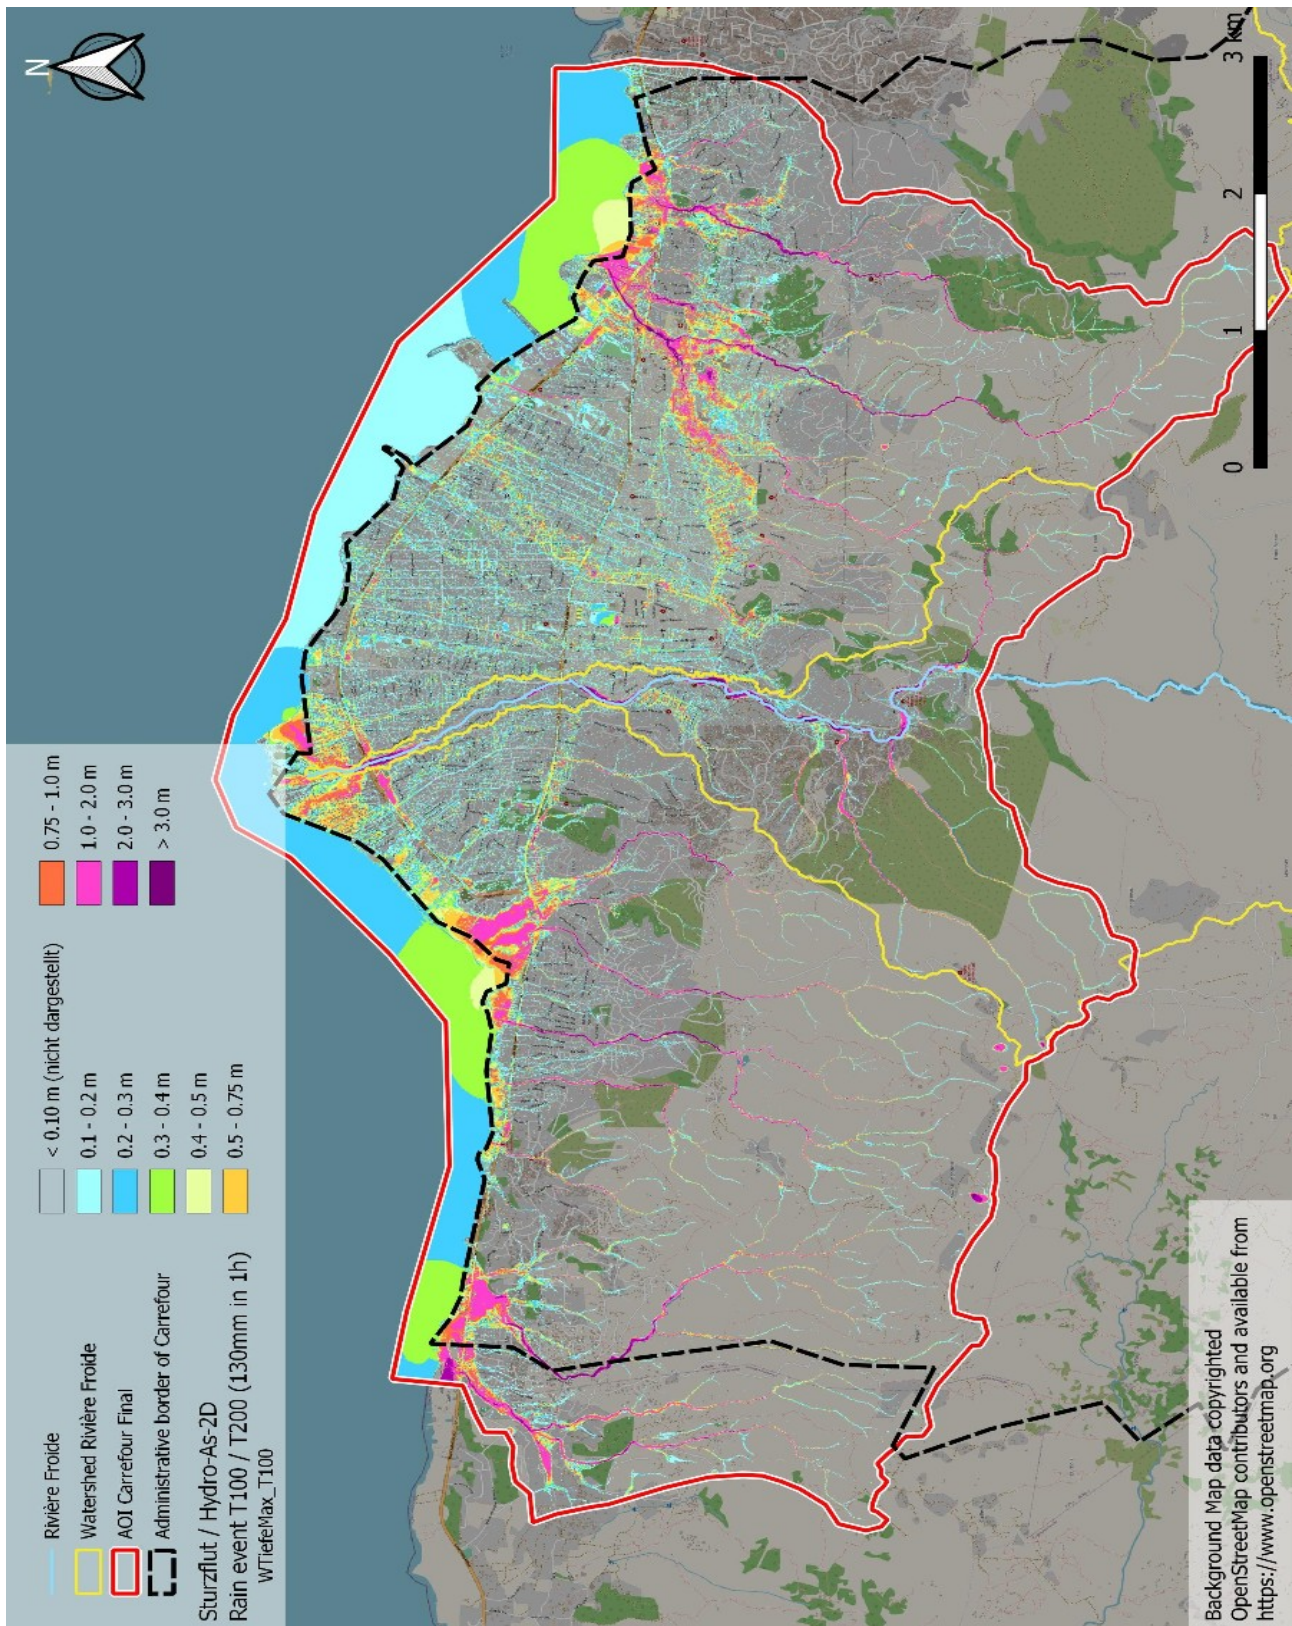 N
Rivière Froide
Watershed Rivière Froide
AOI Carrefour Final
Administrative border of Carrefour
Sturzflut / Hydro-As-2D
Rain event T100 / T200 (130mm in 1h)
WTiefeMax_T100
< 0.10 m (nicht dargestellt)
0.1 - 0.2 m
0.2 - 0.3 m
0.3 - 0.4 m
0.4 - 0.5 m
0.5 - 0.75 m
0.75 - 1.0 m
1.0 - 2.0 m
2.0 - 3.0 m
> 3.0 m
0 1 2 3 km
Background Map data copyrighted
OpenStreetMap contributors and available from
https://www.openstreetmap.org